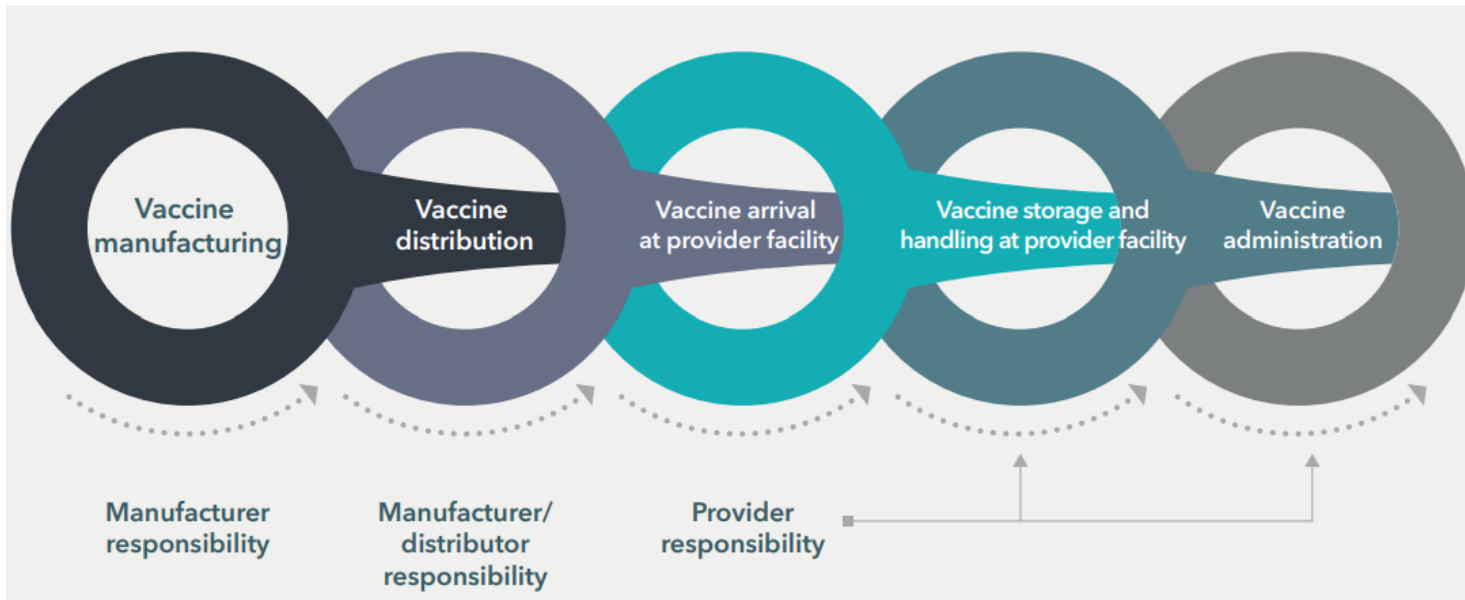 Vaccine
manufacturing
Vaccine
distribution
Vaccine arrival
at provider facility
Vaccine storage and
handling at provider facility
Vaccine
administration
Manufacturer
responsibility
Manufacturer/
distributor
responsibility
Provider
responsibility